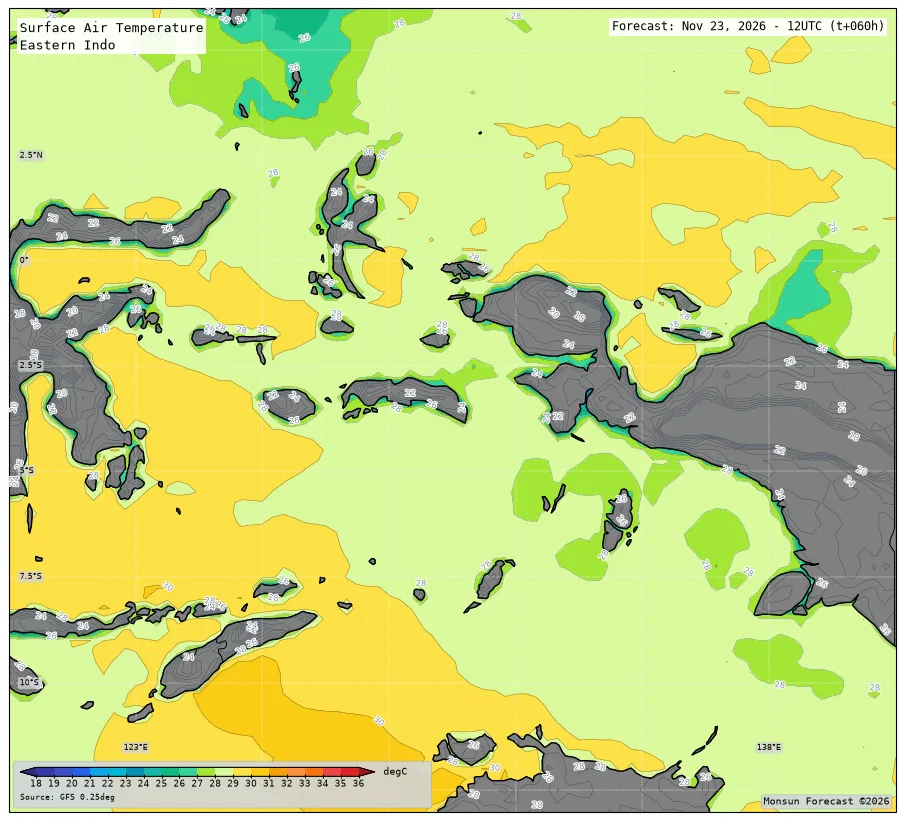 Surface Air Temperature
Eastern Indo
Forecast: Nov 23, 2026 - 12UTC (t+060h)
2.5°N
0°
2.5°S
5°S
7.5°S
10°S
123°E
138°E
degC
18 19 20 21 22 23 24 25 26 27 28 29 30 31 32 33 34 35 36
Source: GFS 0.25deg
Monsun Forecast ©2026